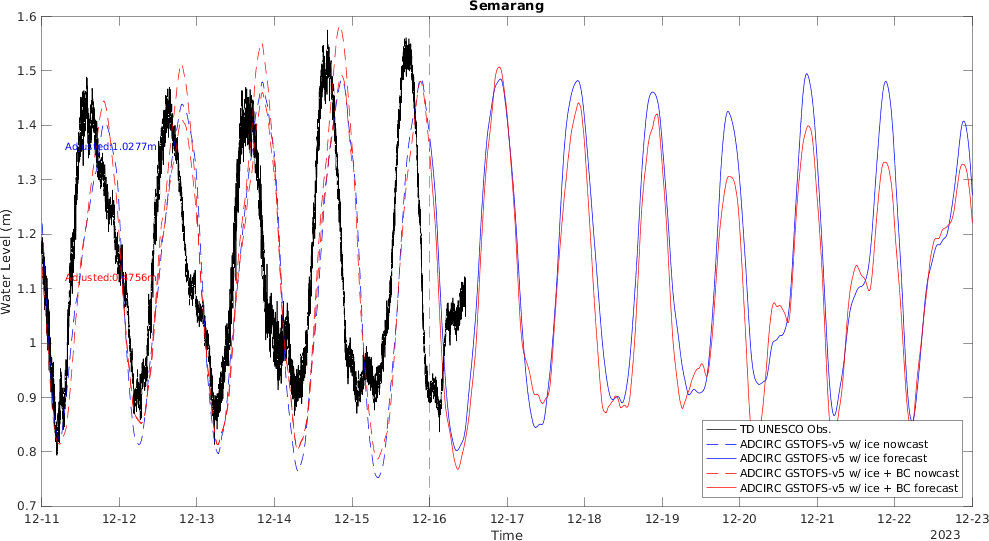 Semarang
Water Level (m)
1.6
1.5
1.4
1.3
1.2
1.1
1
0.9
0.8
0.7
Adjusted:1.0277m
TD UNESCO Obs.
ADCIRC GSTOFS-v5 w/ ice nowcast
ADCIRC GSTOFS-v5 w/ ice forecast
ADCIRC GSTOFS-v5 w/ ice + BC nowcast
ADCIRC GSTOFS-v5 w/ ice + BC forecast
12-11 12-12 12-13 12-14 12-15 12-16 12-17 12-18 12-19 12-20 12-21 12-22 12-23
Time
2023